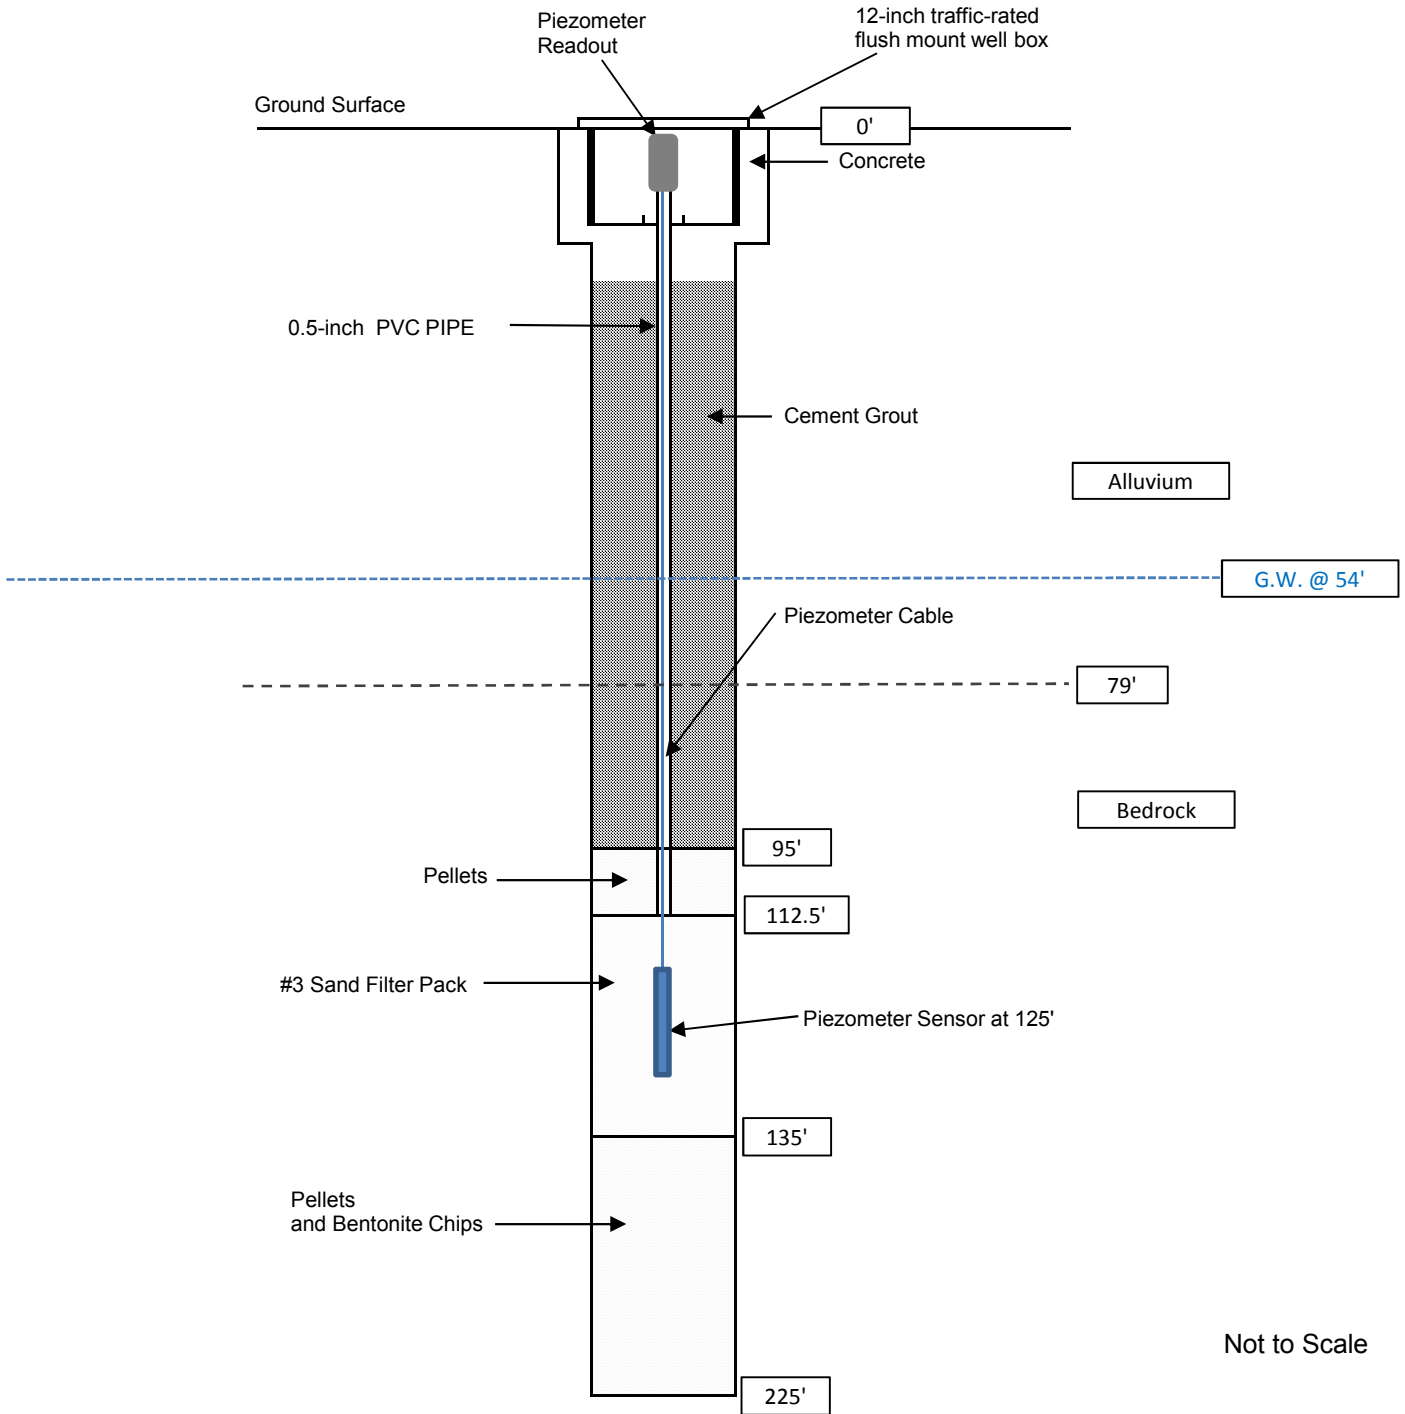 Piezometer
Readout
12-inch traffic-rated
flush mount well box
Ground Surface
0'
Concrete
0.5-inch PVC PIPE
Cement Grout
Alluvium
G.W. @ 54'
Piezometer Cable
79'
Bedrock
95'
Pellets
112.5'
#3 Sand Filter Pack
Piezometer Sensor at 125'
135'
Pellets
and Bentonite Chips
Not to Scale
225'